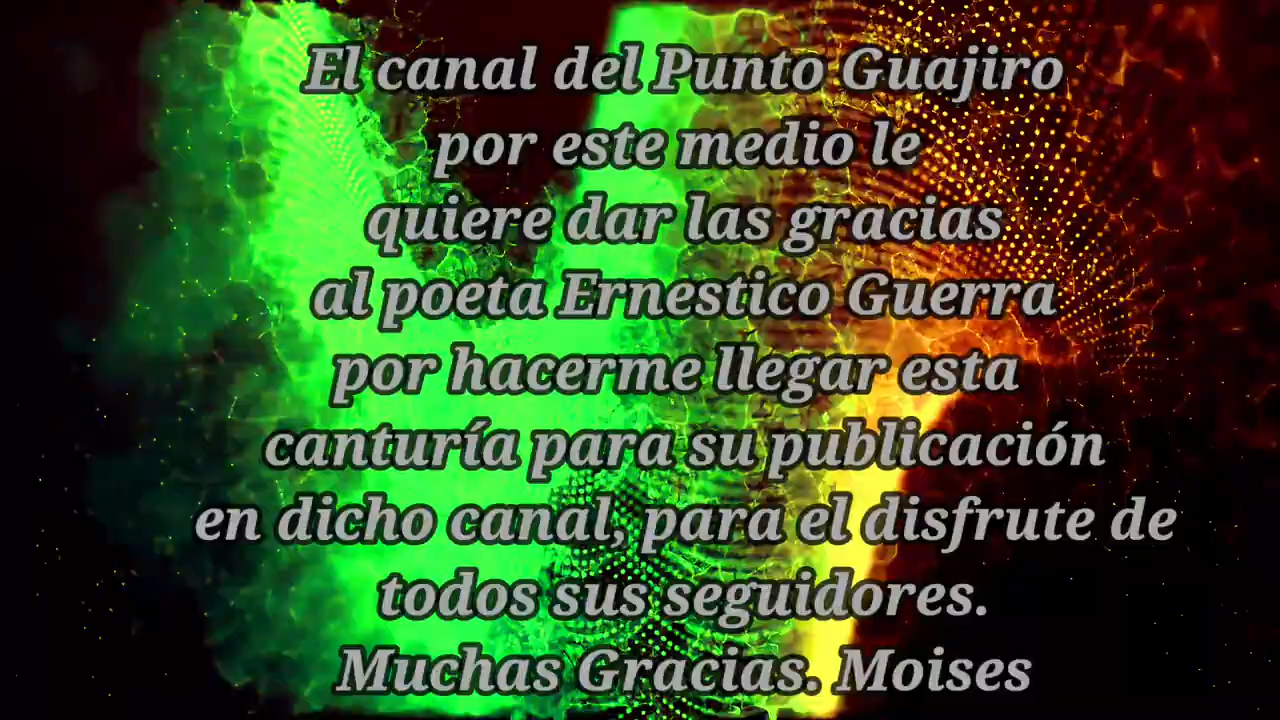 El canal del Punto Guajiro
por este medio le
quiere dar las gracias
al poeta Ernestico Guerra
por hacerme llegar esta
canturía para su publicación
en dicho canal, para el disfrute de
todos sus seguidores.
Muchas Gracias. Moises